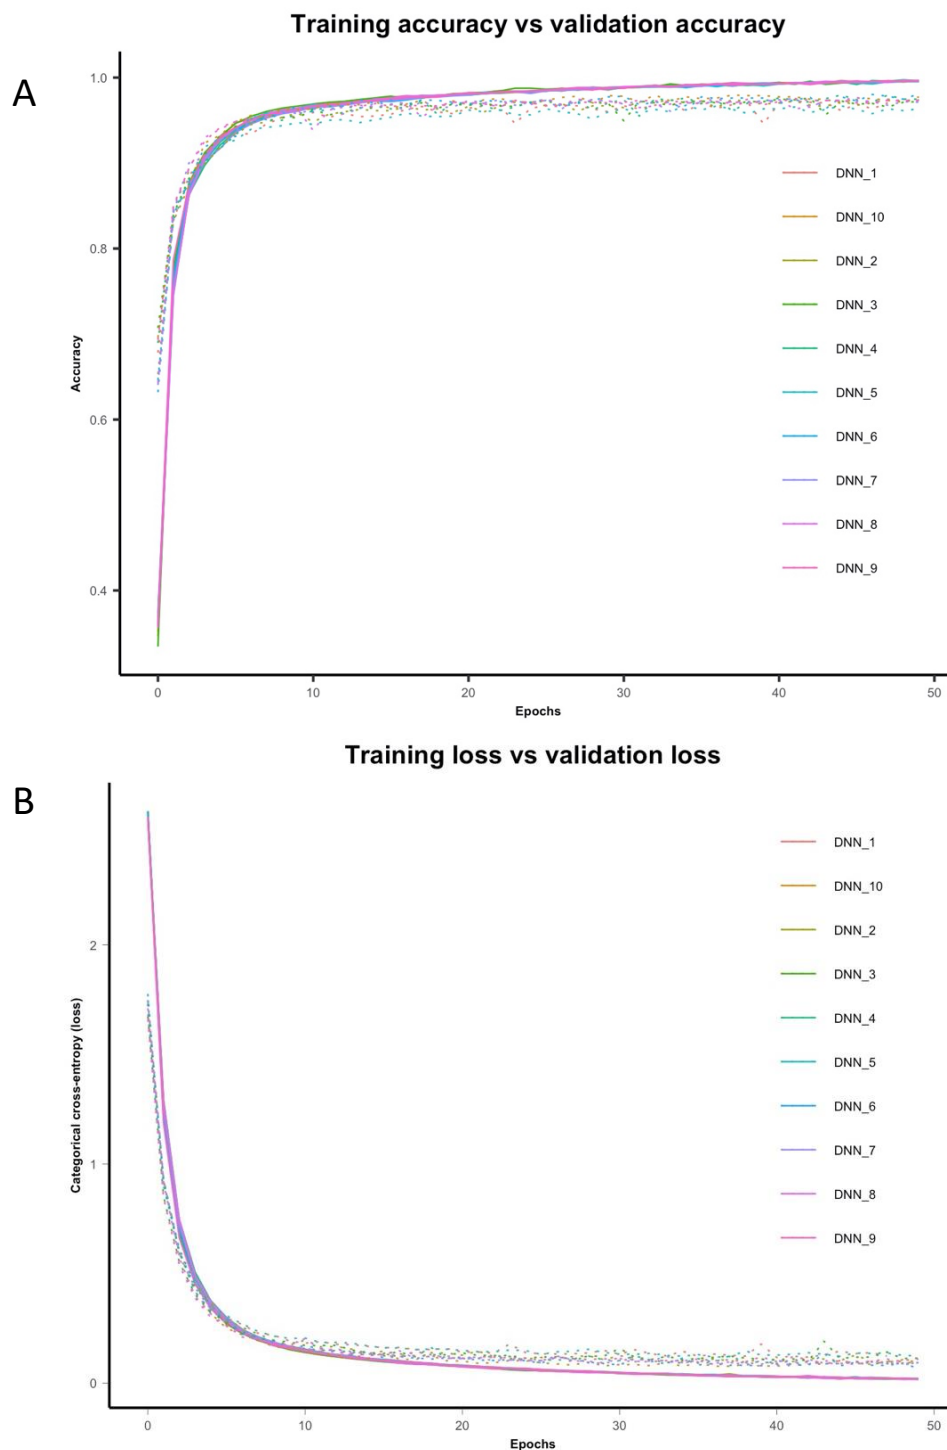 Training accuracy vs validation accuracy
A
1.0
0.8
0.6
0.4
Accuracy
DNN_1
DNN_10
DNN_2
DNN_3
DNN_4
DNN_5
DNN_6
DNN_7
DNN_8
DNN_9
0 10 20 30 40 50
Epochs
Training loss vs validation loss
B
2
1
0
Categorical cross-entropy (loss)
DNN_1
DNN_10
DNN_2
DNN_3
DNN_4
DNN_5
DNN_6
DNN_7
DNN_8
DNN_9
0 10 20 30 40 50
Epochs